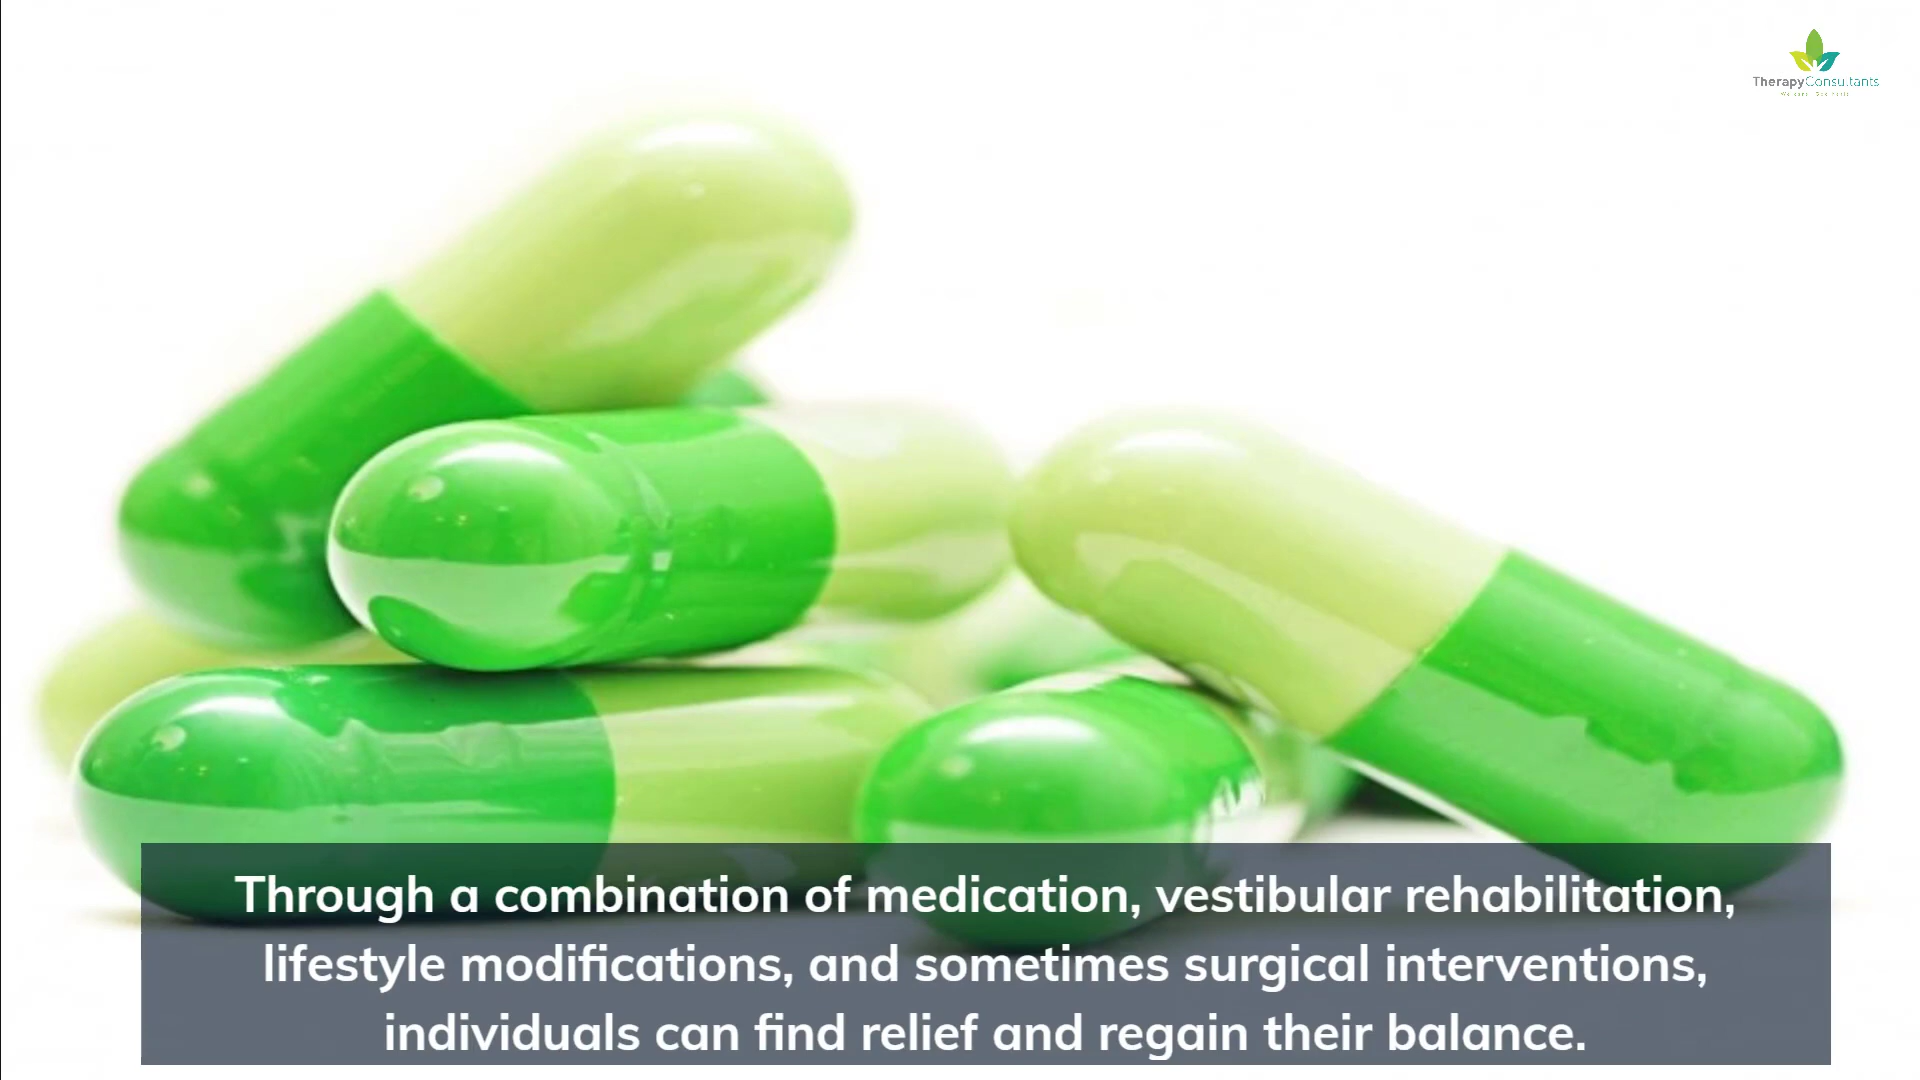 TherapyConsultants
Through a combination of medication, vestibular rehabilitation,
lifestyle modifications, and sometimes surgical interventions,
individuals can find relief and regain their balance.